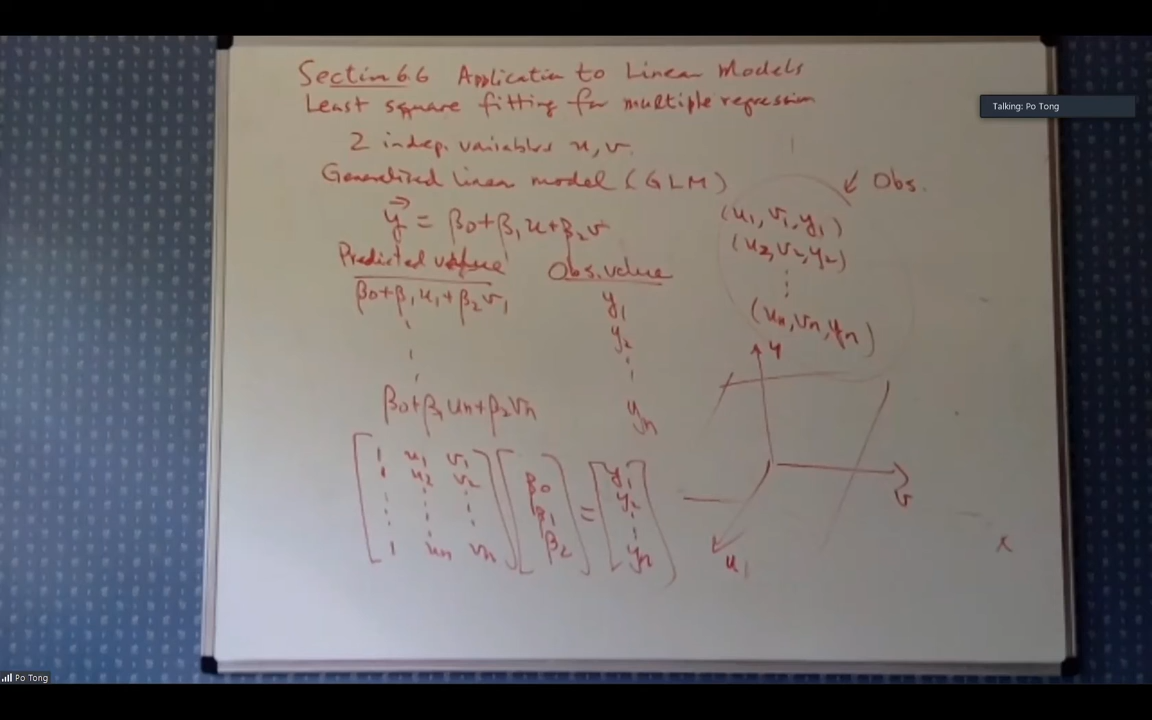 Section 6.6 Application to Linear Models
Least square fitting for multiple regression
2 indep. variables u, v.
Generalized linear model (GLM)
y⃗ = β0+β1u+β2v
Predicted value Obs. value
β0+β1u1+β2v1 y1
⋮ y2
⋮
β0+β1un+β2vn yn
[1 u1 v1] [β0] = [y1]
[1 u2 v2] [β1] [y2]
[⋮ ⋮ ⋮] [β2] [⋮]
[1 un vn] [yn]
Obs.
(u1, v1, y1)
(u2, v2, y2)
⋮
(un, vn, yn)
y
v
u
x
Talking: Po Tong
Po Tong